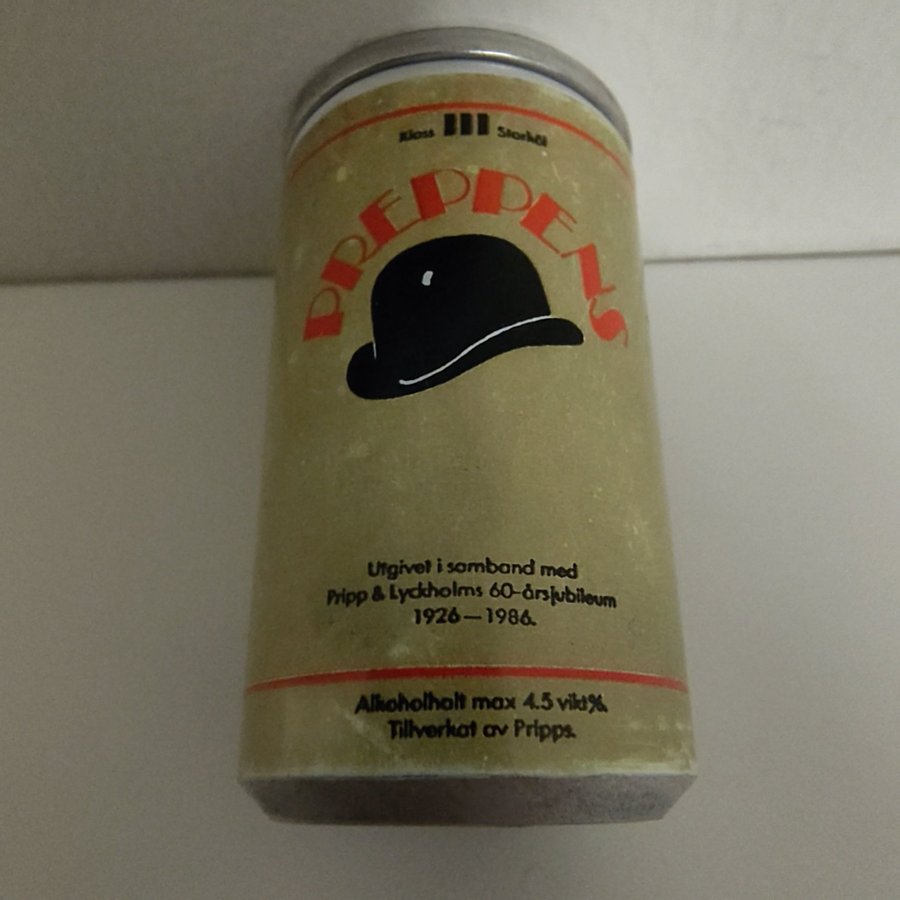 Klass III Starköl
PREPPENS
Utgivet i samband med
Pripp & Lyckholms 60-årsjubileum
1926—1986.
Alkoholhalt max 4.5 vikt%.
Tillverkat av Pripps.